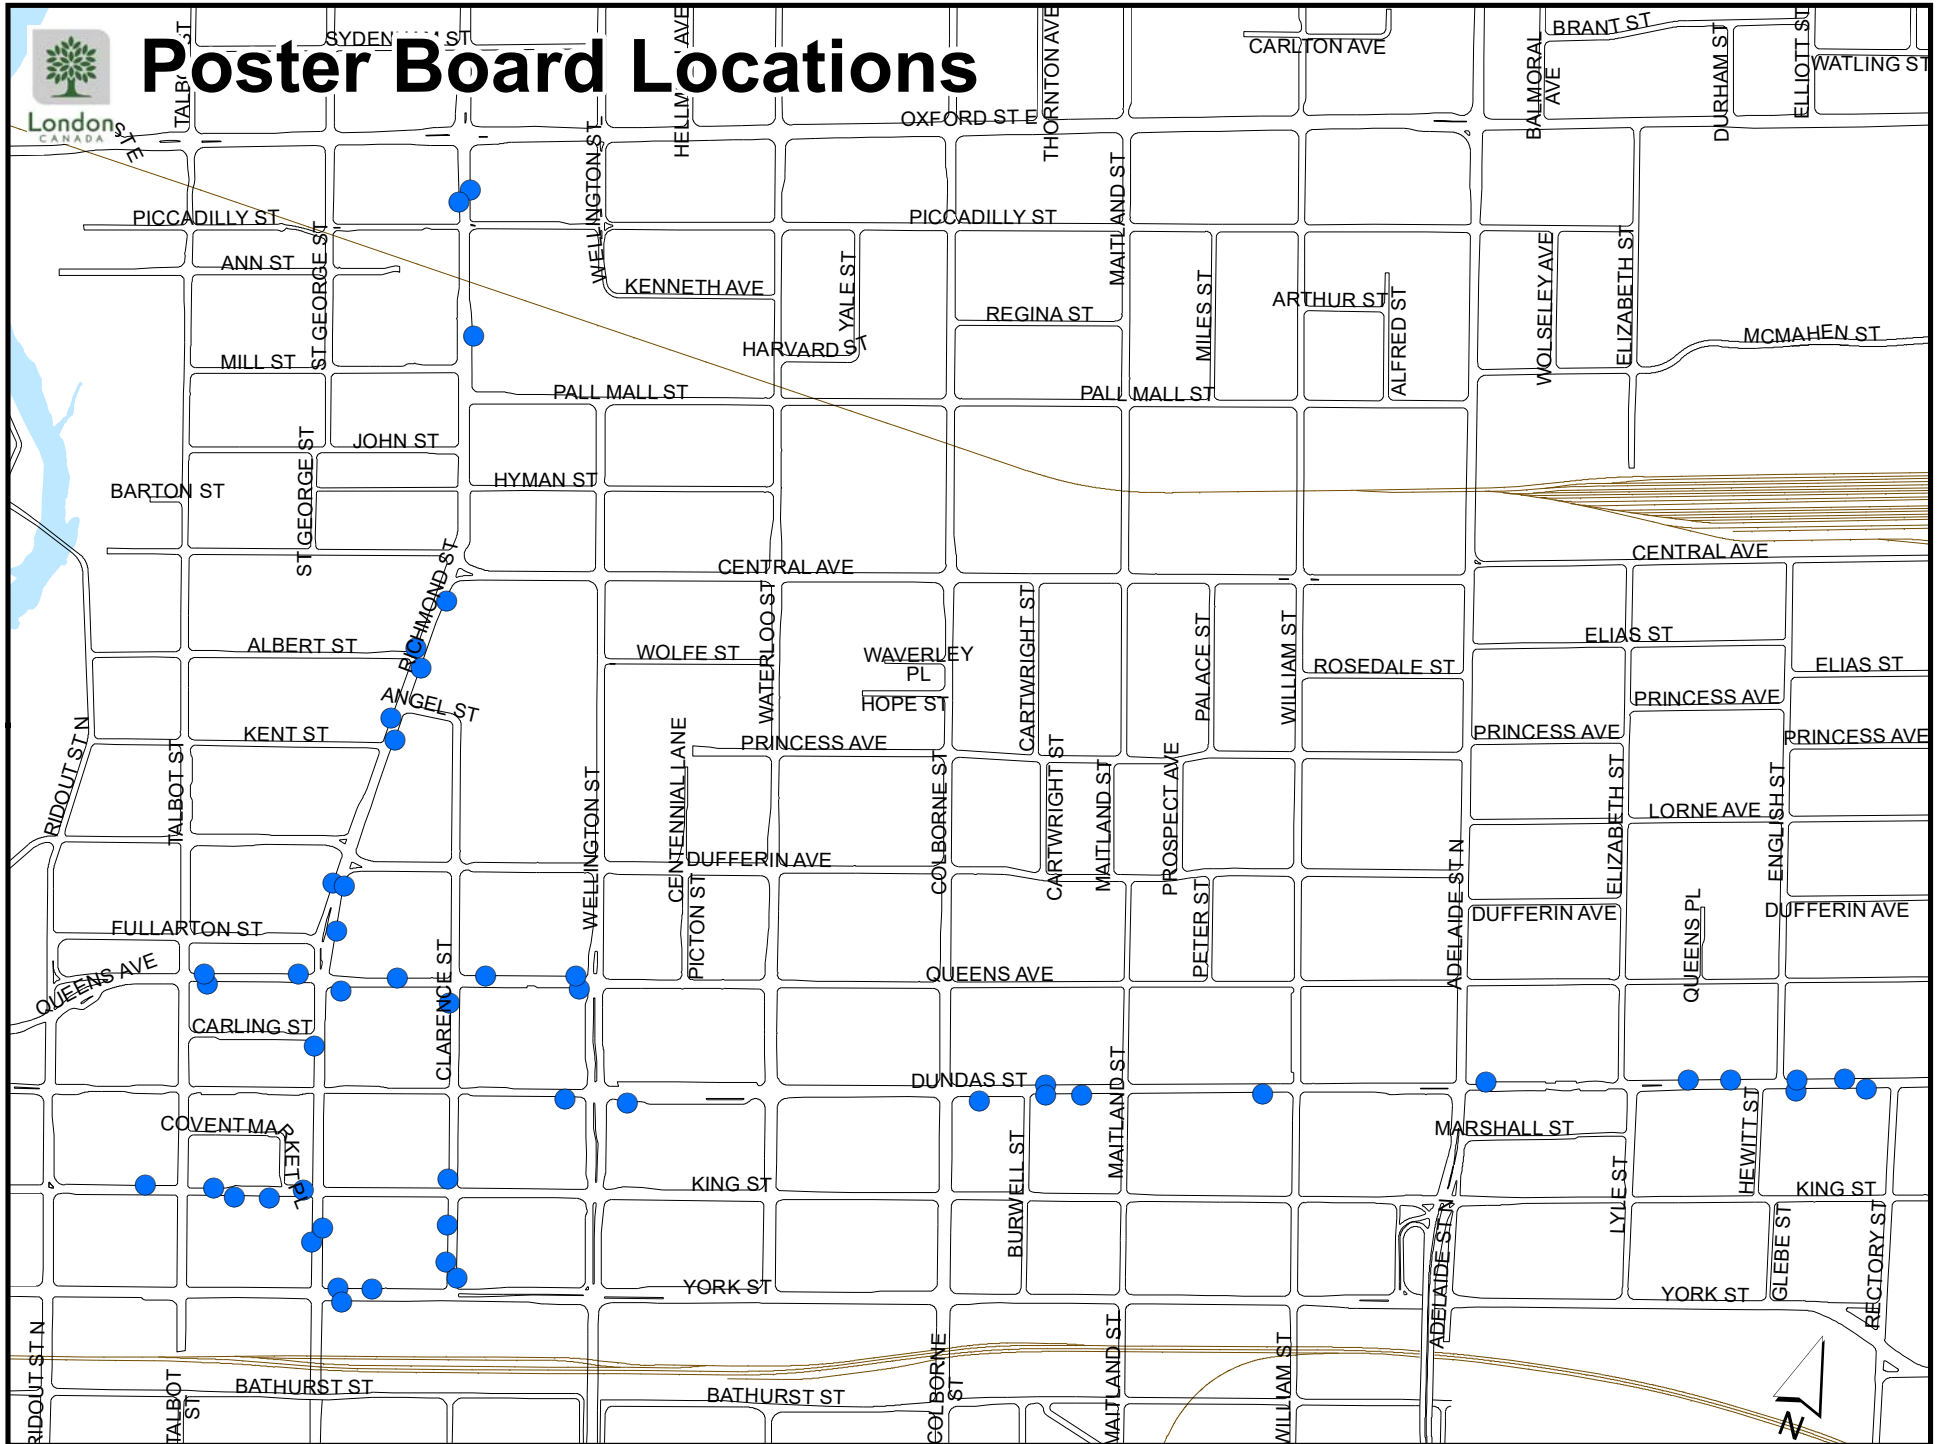 Poster Board Locations
London
CANADA
TALBOT ST
SYDENHAM ST
HELLMUTH AVE
THORNTON AVE
CARLTON AVE
BRANT ST
BALMORAL
AVE
DURHAM ST
ELLIOTT ST
WATLING ST
OXFORD ST E
ST E
WELLINGTON ST
MAITLAND ST
PICCADILLY ST
PICCADILLY ST
ANN ST
ST GEORGE ST
KENNETH AVE
YALE ST
REGINA ST
MILES ST
ARTHUR ST
ALFRED ST
WOLSELEY AVE
ELIZABETH ST
MCMAHEN ST
HARVARD ST
MILL ST
PALL MALL ST
PALL MALL ST
JOHN ST
HYMAN ST
BARTON ST
ST GEORGE ST
RICHMOND ST
CENTRAL AVE
CENTRAL AVE
ALBERT ST
WOLFE ST
WATERLOO ST
WAVERLEY
PL
HOPE ST
CARTWRIGHT ST
PALACE ST
WILLIAM ST
ROSEDALE ST
ELIAS ST
ELIAS ST
ANGEL ST
KENT ST
PRINCESS AVE
PRINCESS AVE
PRINCESS AVE
PRINCESS AVE
RIDOUT ST N
TALBOT ST
WELLINGTON ST
CENTENNIAL LANE
COLBORNE ST
CARTWRIGHT ST
MAITLAND ST
PROSPECT AVE
ELIZABETH ST
LORNE AVE
ENGLISH ST
DUFFERIN AVE
DUFFERIN AVE
DUFFERIN AVE
PICTON ST
PETER ST
ADELAIDE ST N
QUEENS PL
FULLARTON ST
QUEENS AVE
QUEENS AVE
CLARENCE ST
CARLING ST
DUNDAS ST
MAITLAND ST
COVENT MARKET PL
MARSHALL ST
HEWITT ST
KING ST
KING ST
BURWELL ST
LYLE ST
GLEBE ST
RECTORY ST
ADELAIDE ST N
YORK ST
YORK ST
RIDOUT ST N
TALBOT
ST
BATHURST ST
BATHURST ST
COLBORNE
ST
MAITLAND ST
WILLIAM ST
N